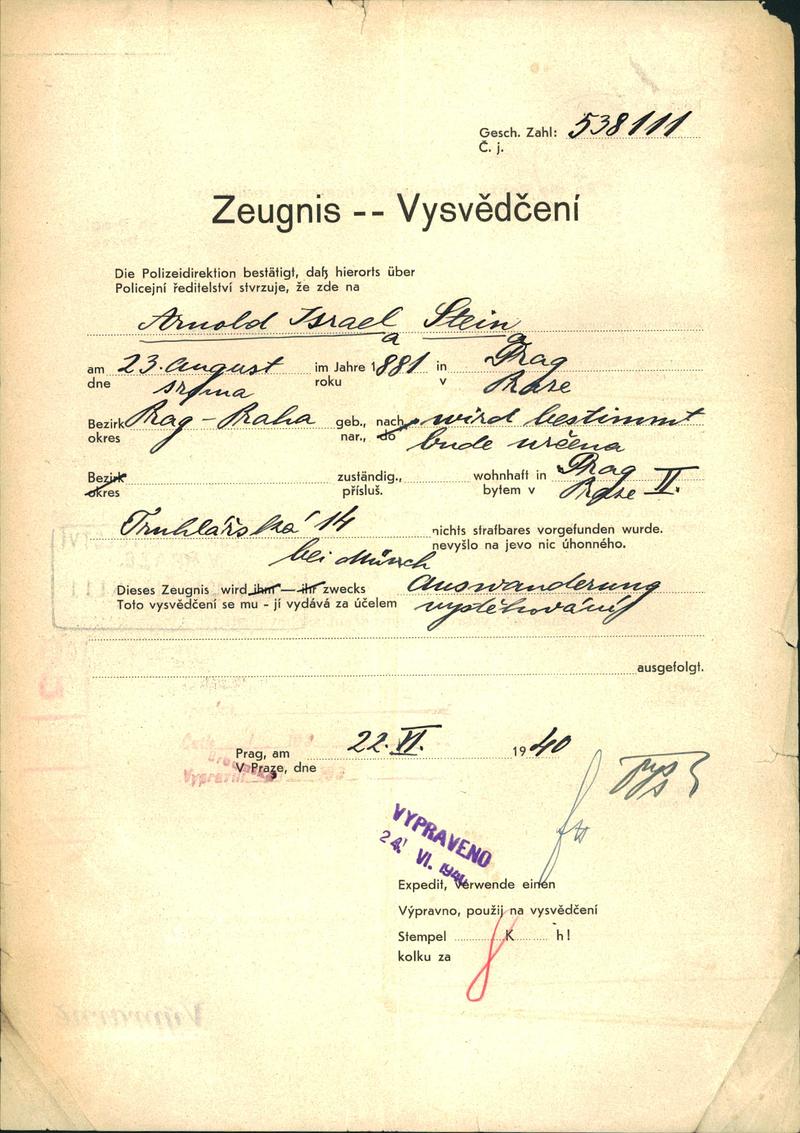 Gesch. Zahl: 538111
Č. j.
Zeugnis -- Vysvědčení
Die Polizeidirektion bestätigt, daß hierorts über
Policejní ředitelství stvrzuje, že zde na
Arnold Israel Stein
a a
am 23. august im Jahre 1881 in Prag
dne srpna roku v Praze
Bezirk Prag - Praha geb., nach wird bestimmt
okres nar., do bude určena
Bezirk zuständig., wohnhaft in Prag
okres přísluš. bytem v Praze II.
Truhlářská 14 nichts strafbares vorgefunden wurde.
nevyšlo na jevo nic úhonného.
bei Münsch
Dieses Zeugnis wird ihm — ihr zwecks Auswanderung
Toto vysvědčení se mu - jí vydává za účelem vystěhování
ausgefolgt.
Prag, am 22. VI. 1940
V Praze, dne
VYPRAVENO
24. VI. 1940
Expedit, Verwende einen
Výpravno, použij na vysvědčení
Stempel K h!
kolku za 8